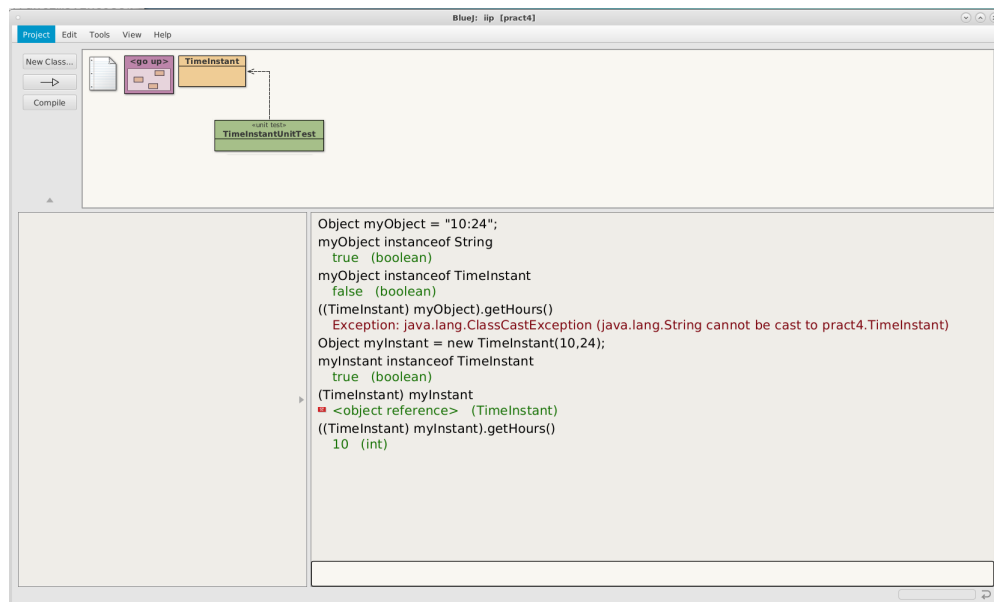 BlueJ: iip [pract4]
Project Edit Tools View Help
New Class...
Compile
<go up>
TimeInstant
«unit test»
TimeInstantUnitTest
Object myObject = "10:24";
myObject instanceof String
true (boolean)
myObject instanceof TimeInstant
false (boolean)
((TimeInstant) myObject).getHours()
Exception: java.lang.ClassCastException (java.lang.String cannot be cast to pract4.TimeInstant)
Object myInstant = new TimeInstant(10,24);
myInstant instanceof TimeInstant
true (boolean)
(TimeInstant) myInstant
<object reference> (TimeInstant)
((TimeInstant) myInstant).getHours()
10 (int)